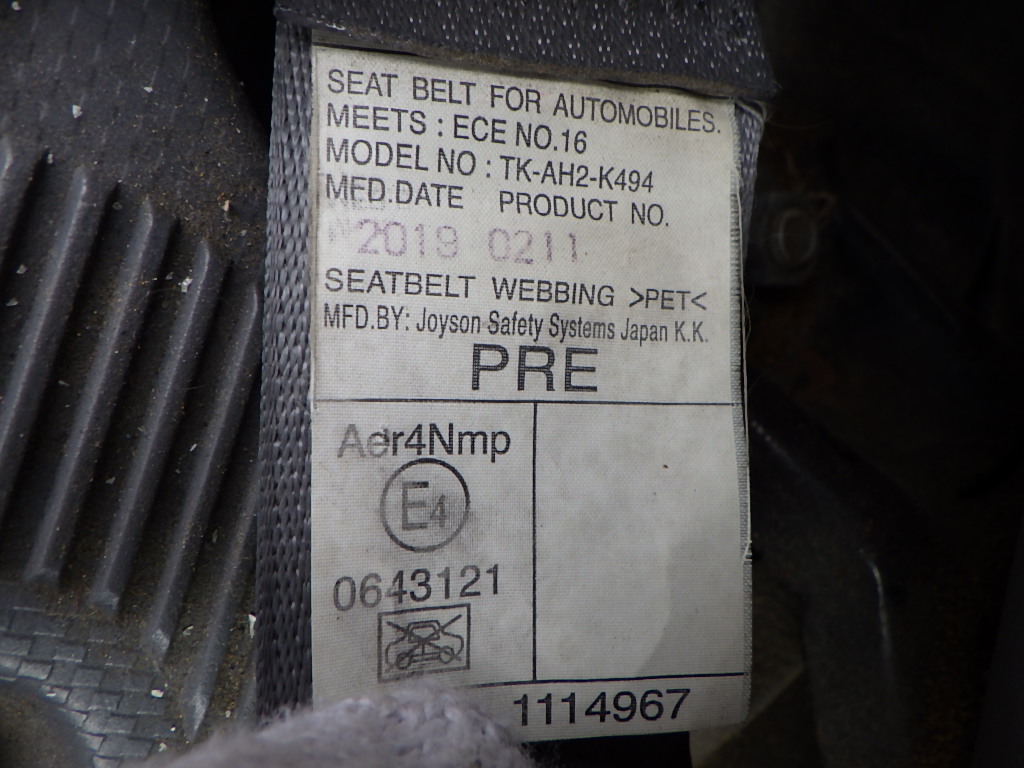 SEAT BELT FOR AUTOMOBILES.
MEETS : ECE NO.16
MODEL NO : TK-AH2-K494
MFD.DATE PRODUCT NO.
2019 0211
SEATBELT WEBBING >PET<
MFD.BY: Joyson Safety Systems Japan K.K.
PRE
Aer4Nmp
E4
0643121
1114967